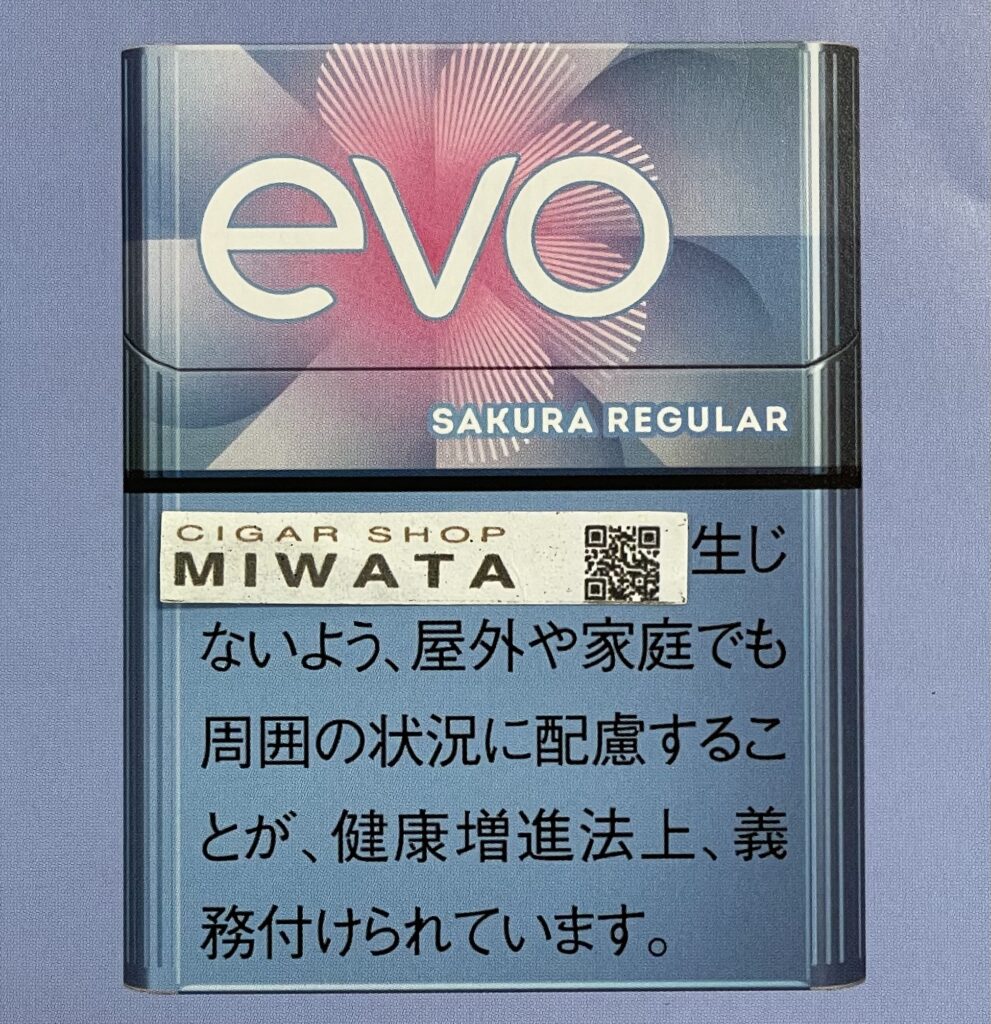 evo
SAKURA REGULAR
CIGAR SHOP
MIWATA
生じ
ないよう、屋外や家庭でも
周囲の状況に配慮するこ
とが、健康増進法上、義
務付けられています。